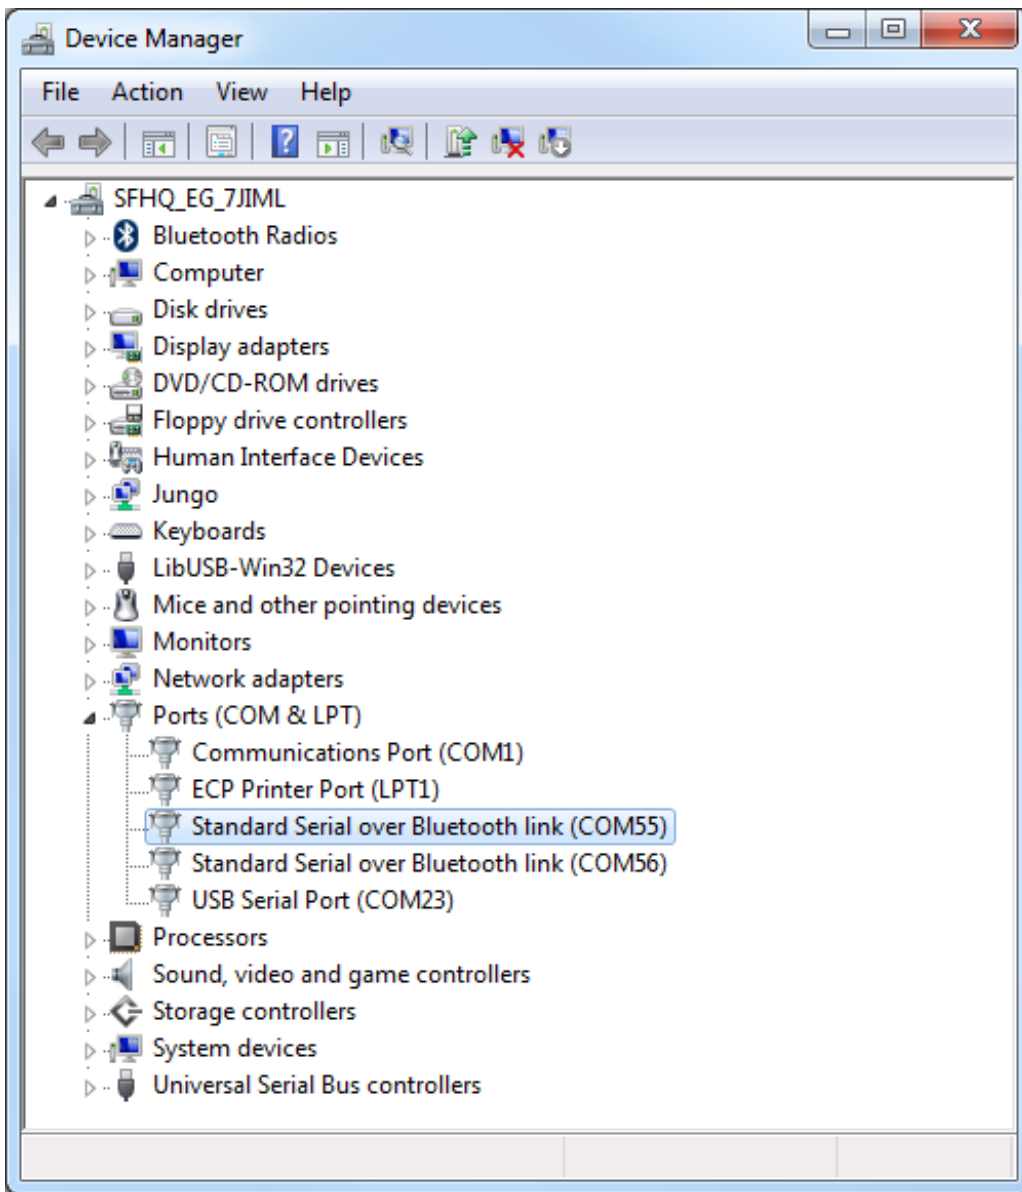 Device Manager
File Action View Help
SFHQ_EG_7JIML
Bluetooth Radios
Computer
Disk drives
Display adapters
DVD/CD-ROM drives
Floppy drive controllers
Human Interface Devices
Jungo
Keyboards
LibUSB-Win32 Devices
Mice and other pointing devices
Monitors
Network adapters
Ports (COM & LPT)
Communications Port (COM1)
ECP Printer Port (LPT1)
Standard Serial over Bluetooth link (COM55)
Standard Serial over Bluetooth link (COM56)
USB Serial Port (COM23)
Processors
Sound, video and game controllers
Storage controllers
System devices
Universal Serial Bus controllers